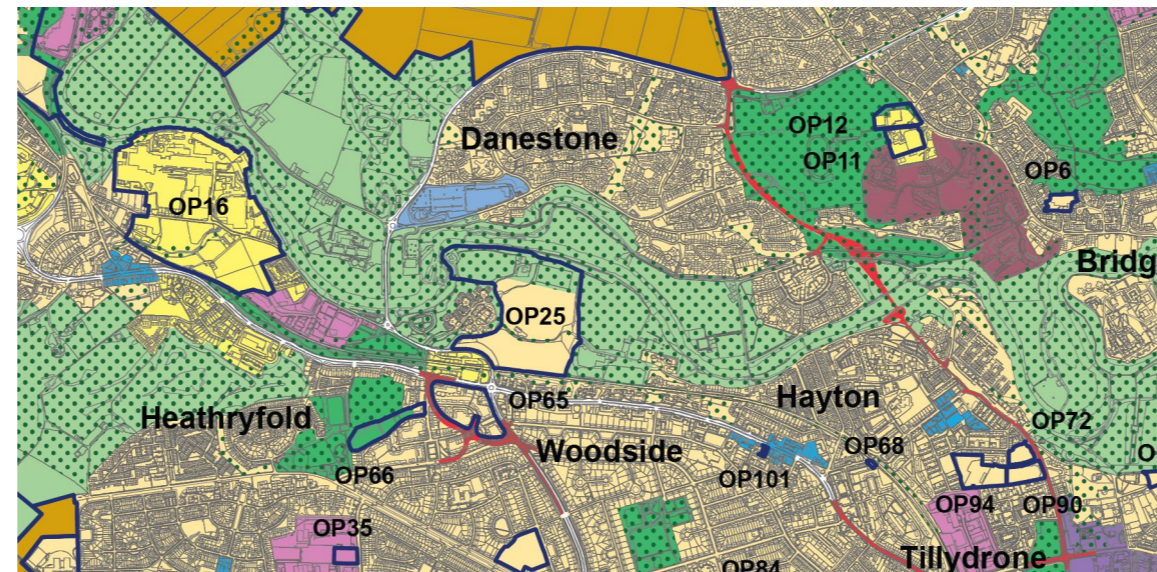 Danestone
OP12
OP11
OP6
OP16
Bridg
OP25
Hayton
Heathryfold
OP65
OP72
Woodside
OP68
OP66
OP101
O
OP94
OP90
OP35
Tillydrone
OP84